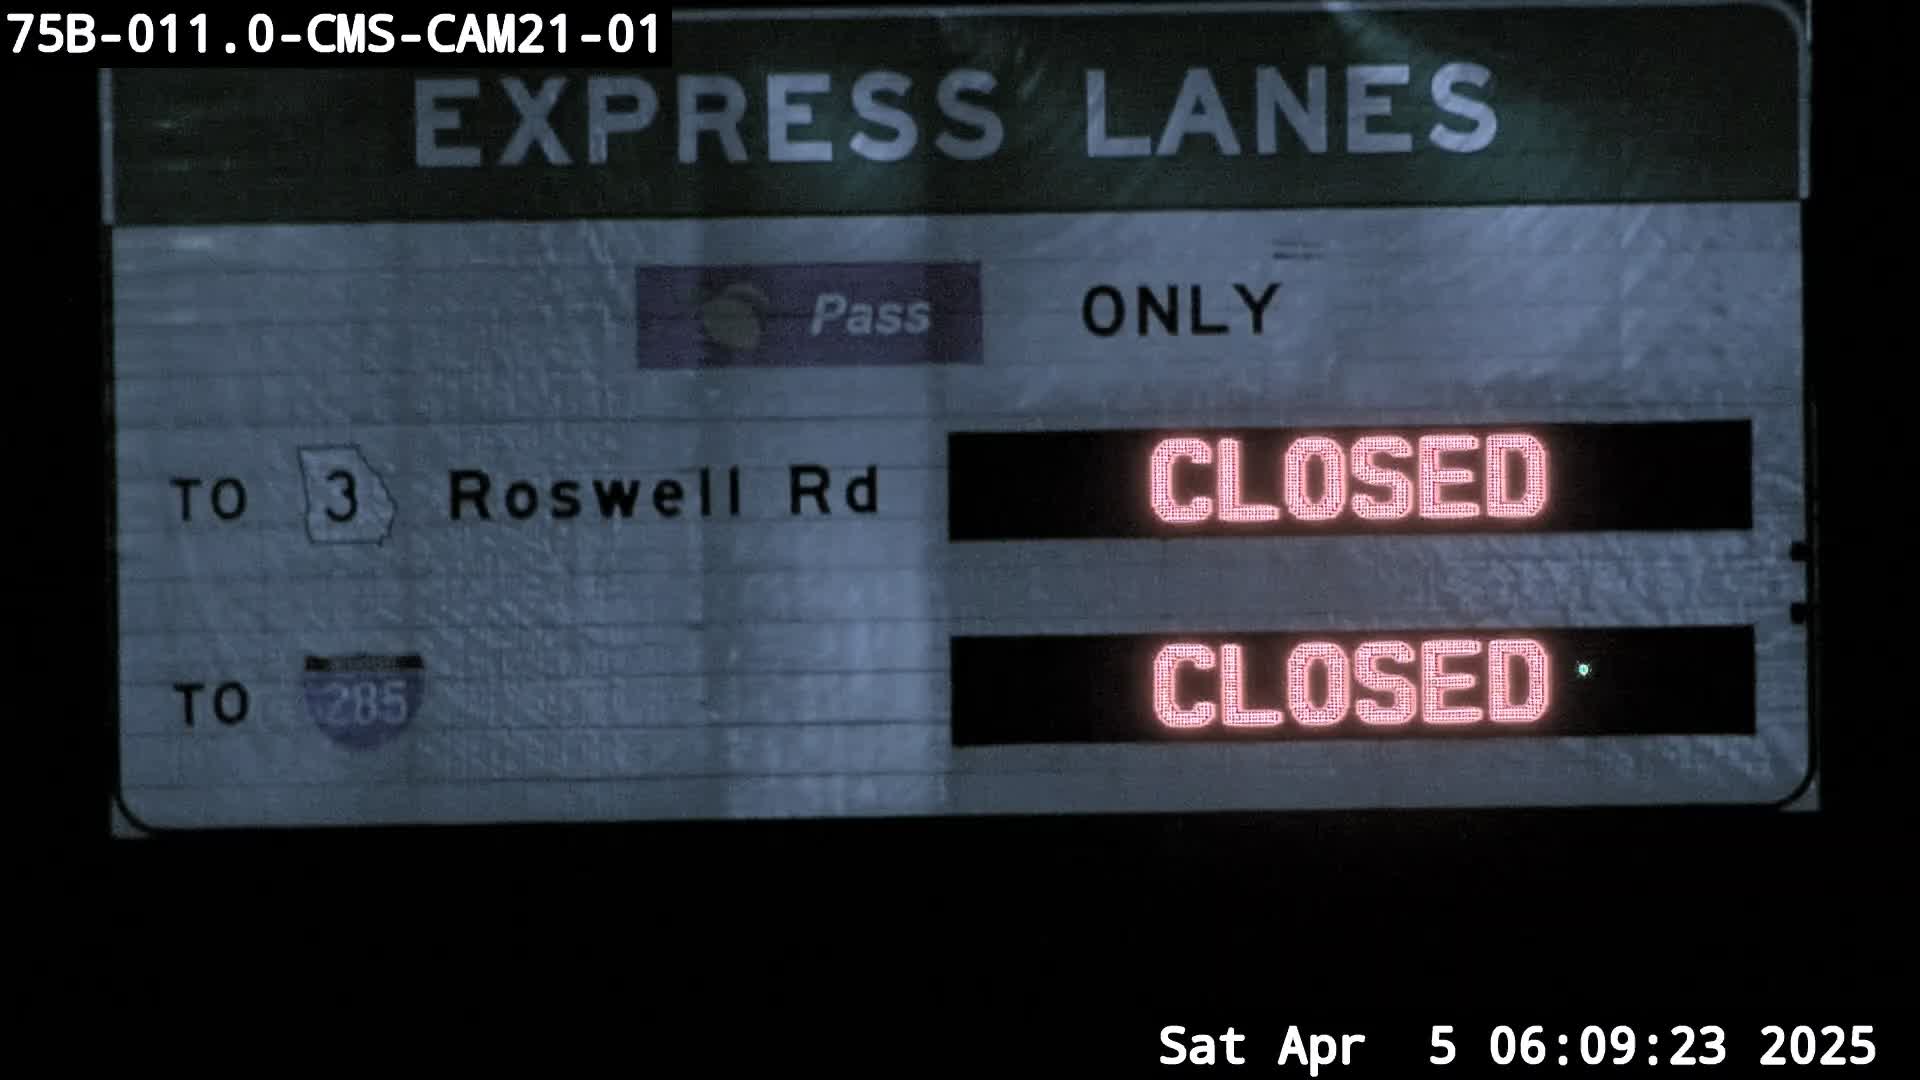 75B-011.0-CMS-CAM21-01
EXPRESS LANES
Pass ONLY
TO 3 Roswell Rd CLOSED
TO 285 CLOSED
Sat Apr 5 06:09:23 2025